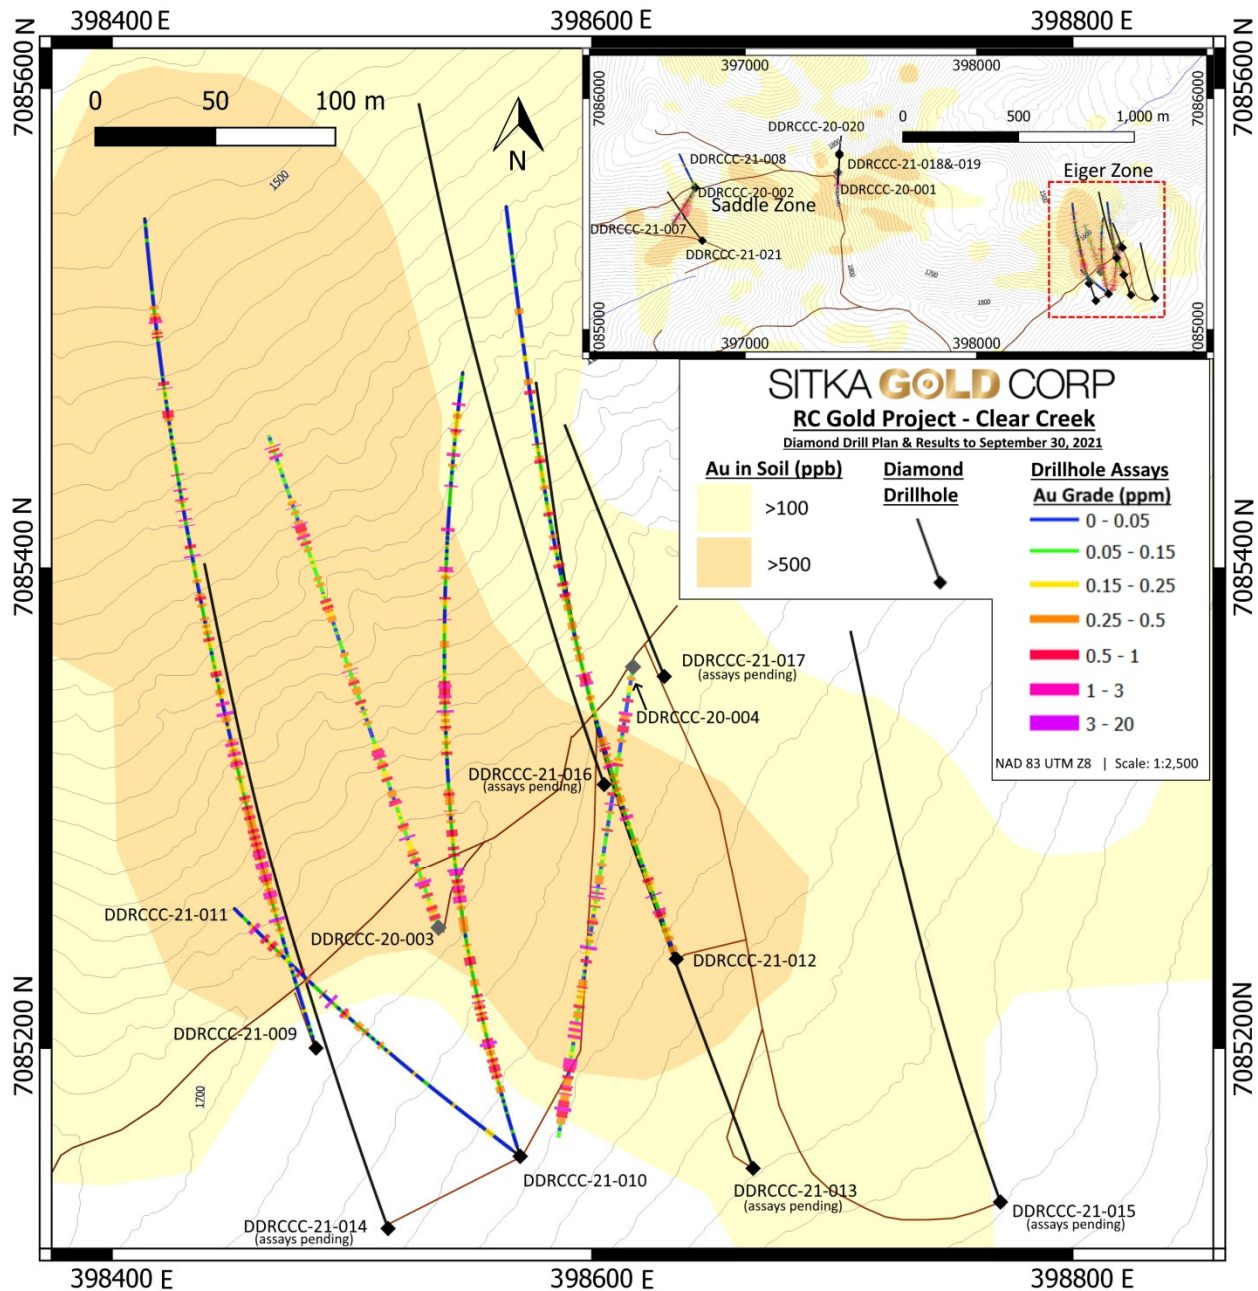 398400 E
398600 E
398800 E
7085600 N
7085600 N
0 50 100 m
N
1500
397000
398000
7086000
7086000
0 500 1,000 m
DDRCCC-20-020
1800
DDRCCC-21-008
DDRCCC-21-018&-019
Eiger Zone
DDRCCC-20-002
DDRCCC-20-001
Saddle Zone
DDRCCC-21-007
DDRCCC-21-021
1500
1600
1800
1700
1800
7085000
7085000
397000
398000
SITKA GOLD CORP
RC Gold Project - Clear Creek
Diamond Drill Plan & Results to September 30, 2021
Au in Soil (ppb)
>100
>500
Diamond
Drillhole
Drillhole Assays
Au Grade (ppm)
0 - 0.05
0.05 - 0.15
0.15 - 0.25
0.25 - 0.5
0.5 - 1
1 - 3
3 - 20
NAD 83 UTM Z8 | Scale: 1:2,500
7085400 N
7085400 N
DDRCCC-21-017
(assays pending)
DDRCCC-20-004
DDRCCC-21-016
(assays pending)
DDRCCC-21-011
DDRCCC-20-003
DDRCCC-21-012
DDRCCC-21-009
7085200 N
7085200N
1700
DDRCCC-21-010
DDRCCC-21-013
(assays pending)
DDRCCC-21-014
(assays pending)
DDRCCC-21-015
(assays pending)
398400 E
398600 E
398800 E